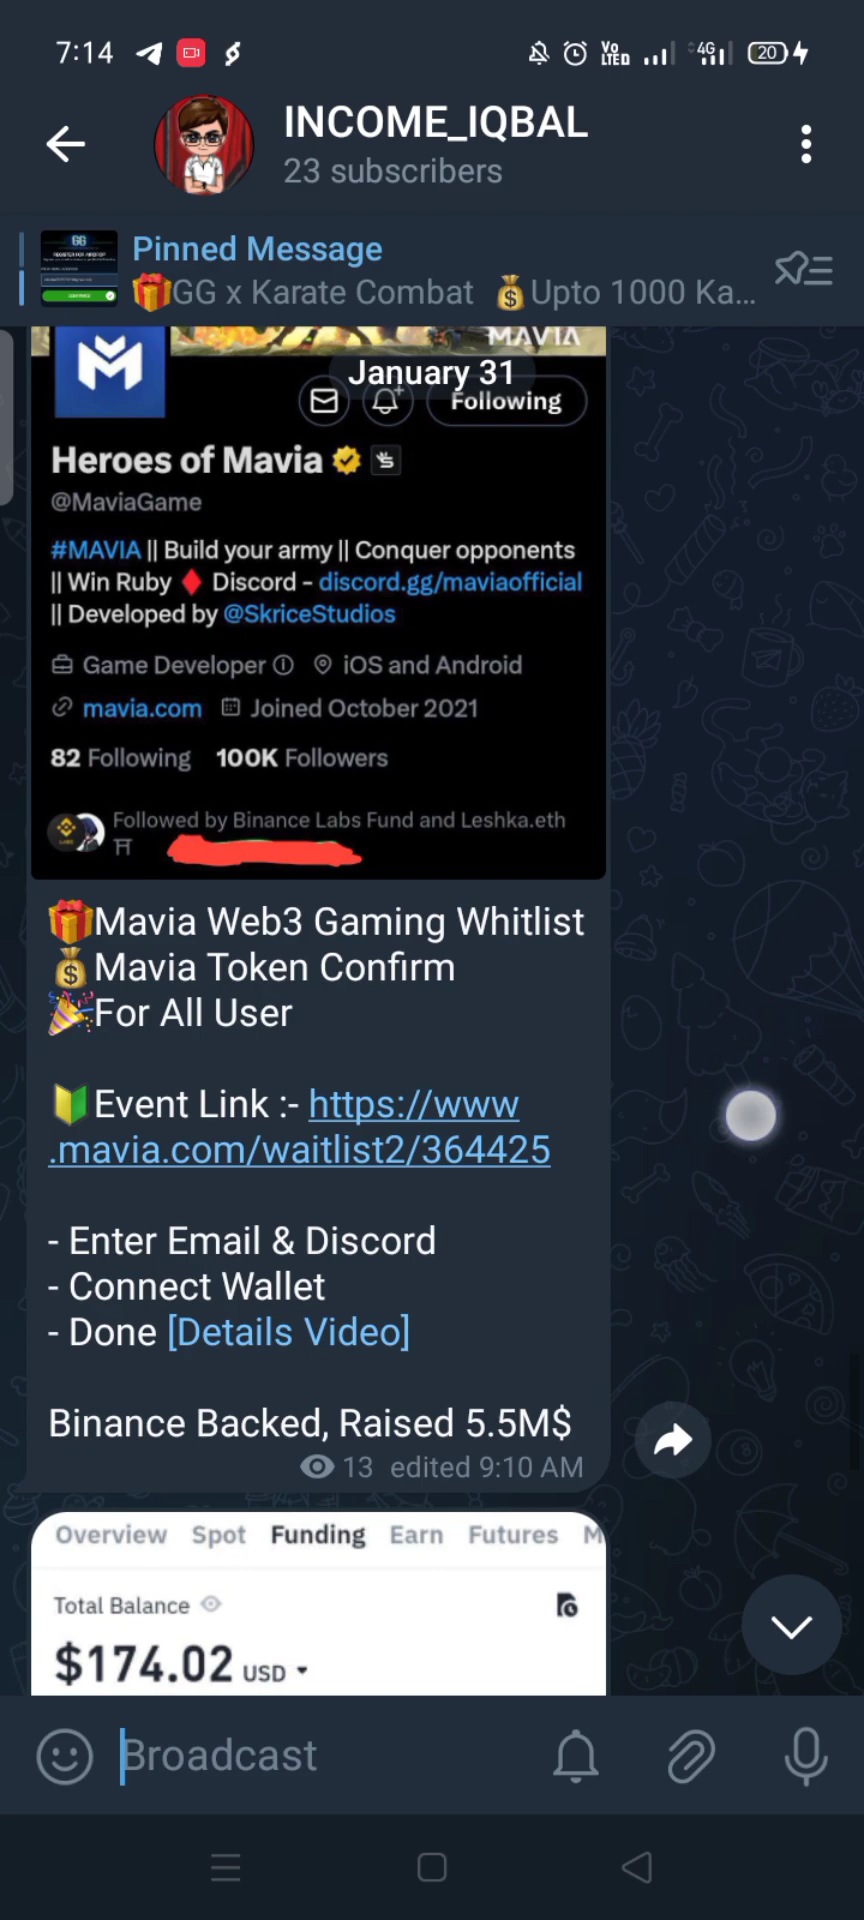 7:14
Vo
LTED
4G
20
INCOME_IQBAL
23 subscribers
GG
Pinned Message
🎁GG x Karate Combat 💰Upto 1000 Ka...
MAVIA
January 31
Following
Heroes of Mavia
@MaviaGame
#MAVIA || Build your army || Conquer opponents
|| Win Ruby ♦️ Discord - discord.gg/maviaofficial
|| Developed by @SkriceStudios
Game Developer iOS and Android
mavia.com Joined October 2021
82 Following 100K Followers
Followed by Binance Labs Fund and Leshka.eth
⛩
🎁Mavia Web3 Gaming Whitlist
💰Mavia Token Confirm
🎉For All User
🔰Event Link :- https://www
.mavia.com/waitlist2/364425
- Enter Email & Discord
- Connect Wallet
- Done [Details Video]
Binance Backed, Raised 5.5M$
13 edited 9:10 AM
Overview Spot Funding Earn Futures M
Total Balance
$174.02 USD
Broadcast